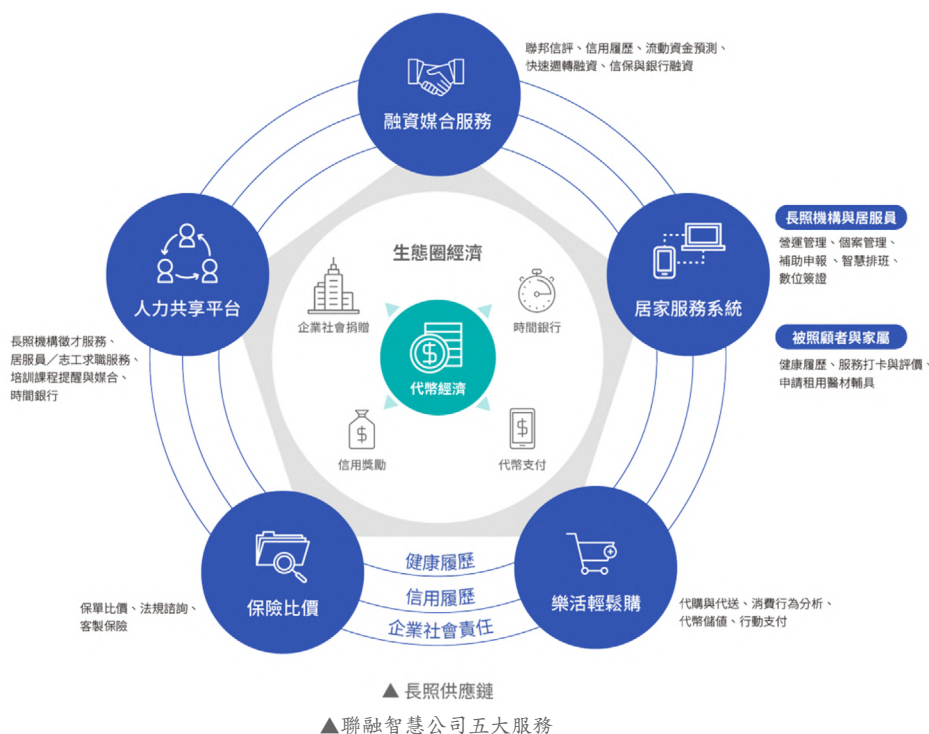 聯邦信評、信用履歷、流動資金預測、
快速週轉融資、信保與銀行融資
融資媒合服務
長照機構與居服員
營運管理、個案管理、
補助申報、智慧排班、
數位簽證
居家服務系統
被照顧者與家屬
健康履歷、服務打卡與評價、
申請租用醫材輔具
人力共享平台
長照機構徵才服務、
居服員／志工求職服務、
培訓課程提醒與媒合、
時間銀行
生態圈經濟
企業社會捐贈
時間銀行
$
代幣經濟
$
信用獎勵
$
代幣支付
保險比價
保單比價、法規諮詢、
客製保險
健康履歷
信用履歷
企業社會責任
樂活輕鬆購
代購與代送、消費行為分析、
代幣儲值、行動支付
▲ 長照供應鏈
▲聯融智慧公司五大服務